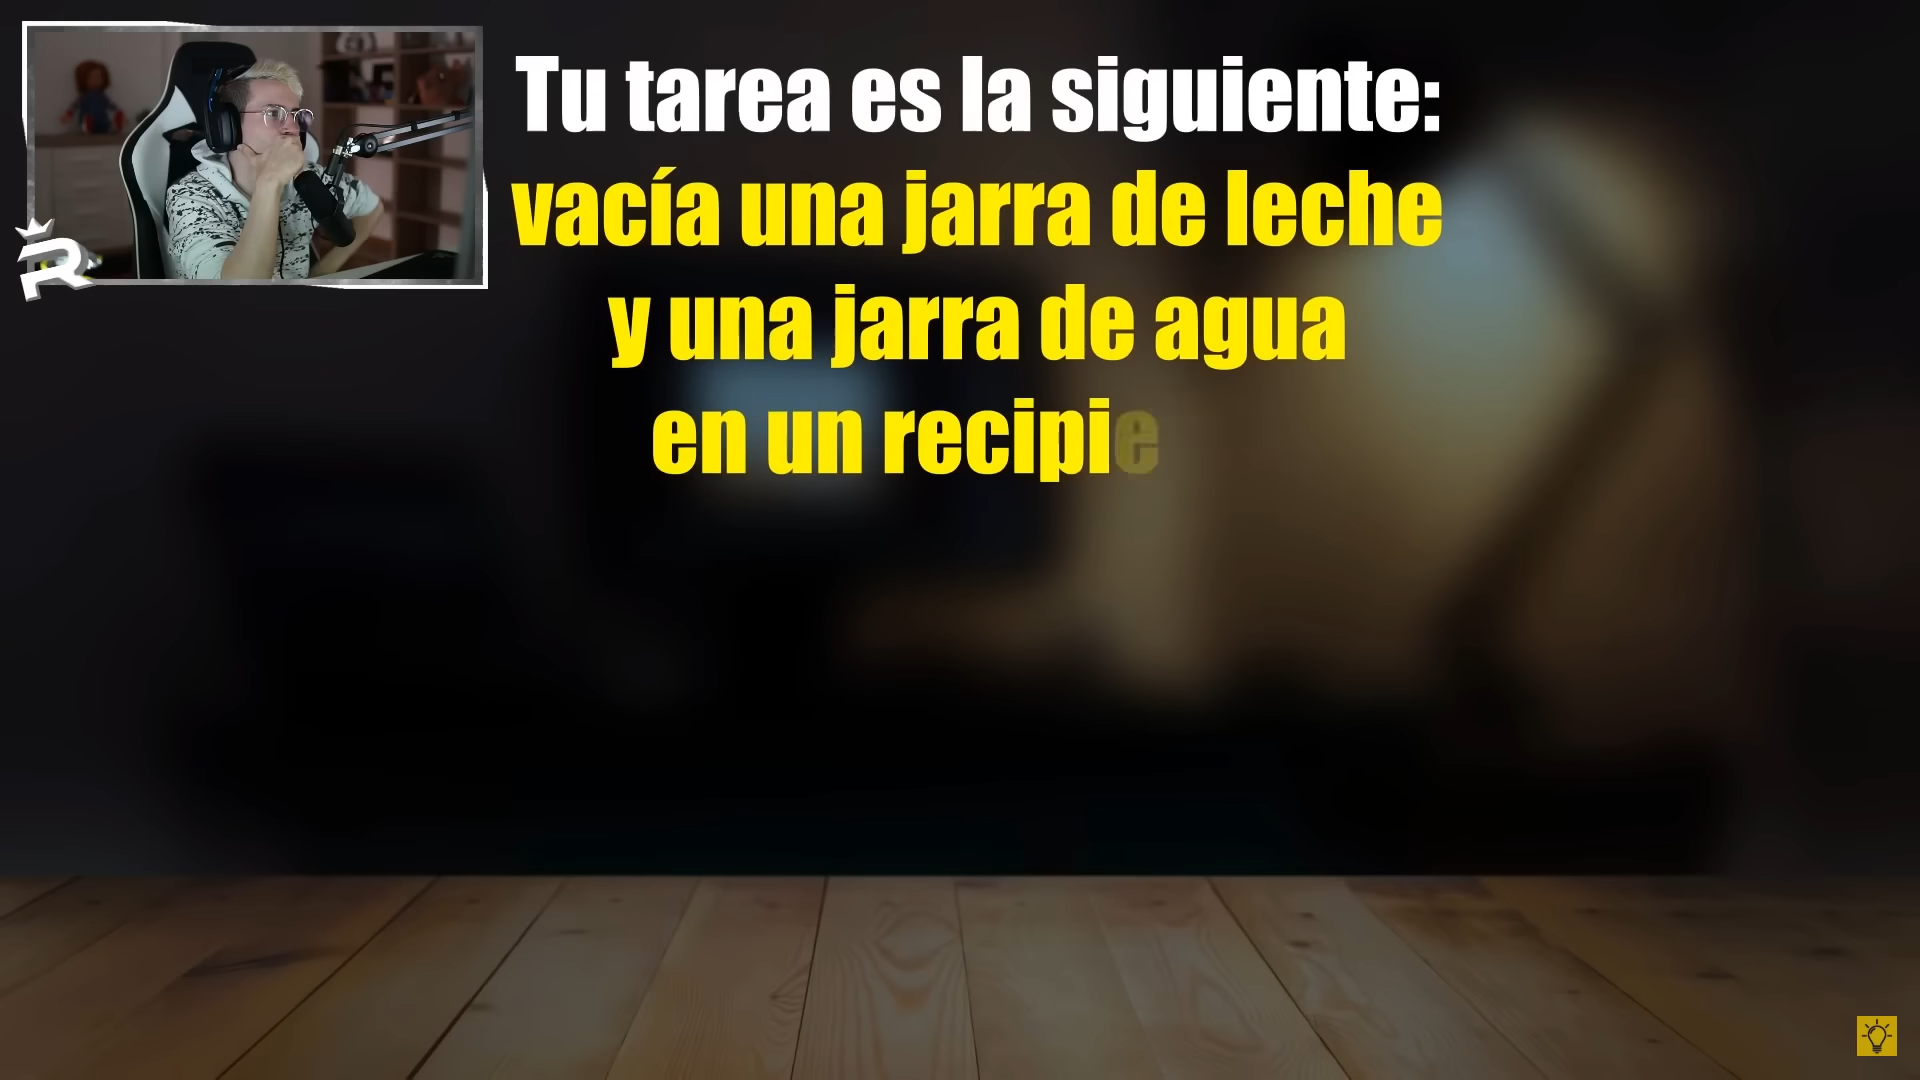 Tu tarea es la siguiente:
vacía una jarra de leche
y una jarra de agua
en un recipie